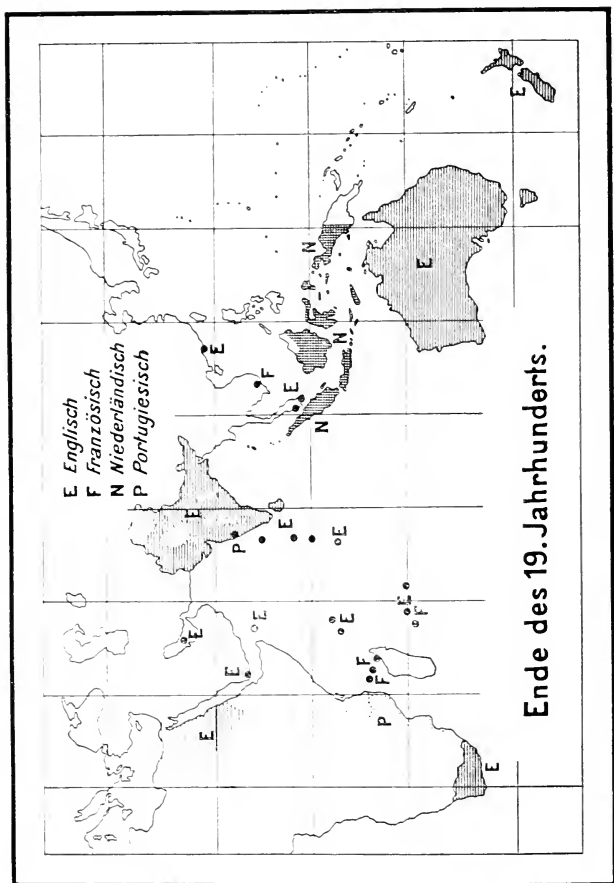 E Englisch
F Französisch
N Niederländisch
P Portugiesisch
E
E
E
E
E
P
E
F
E
E
N
N
E
N
E
F
F
P
E
F
E
E
E
Ende des 19. Jahrhunderts.